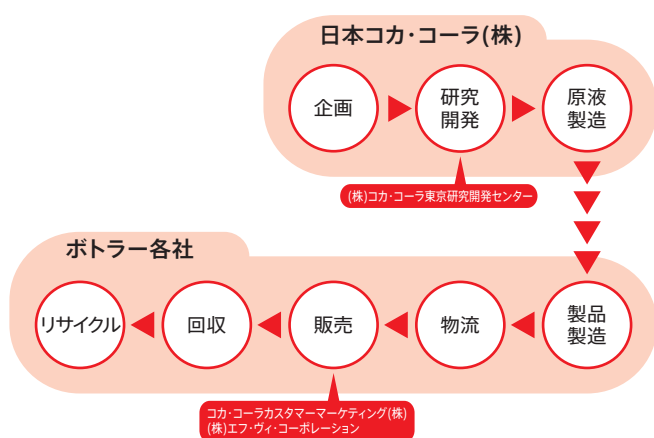 日本コカ・コーラ(株)
企画
研究
開発
原液
製造
(株)コカ・コーラ東京研究開発センター
ボトラー各社
リサイクル
回収
販売
物流
製品
製造
コカ・コーラカスタマーマーケティング(株)
(株)エフ・ヴィ・コーポレーション